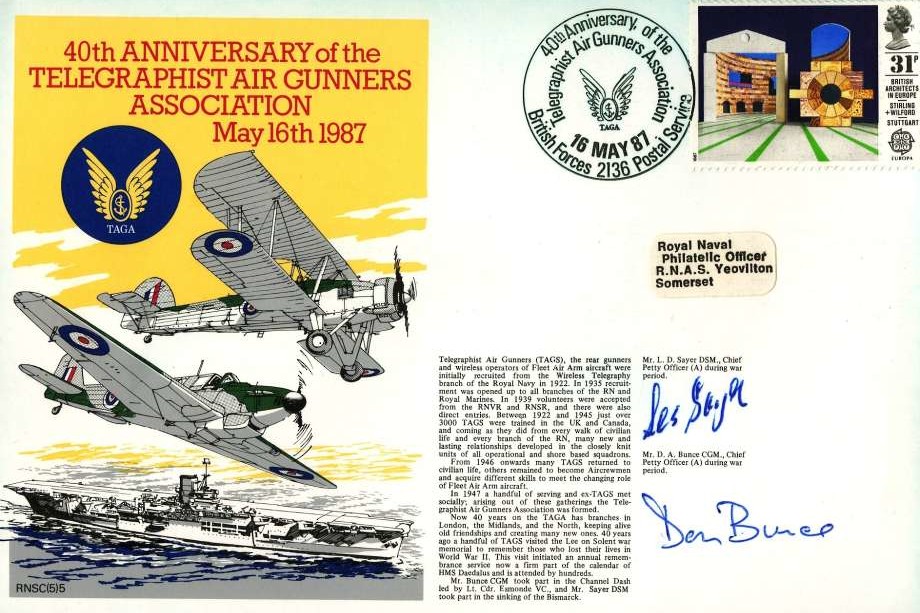 40th ANNIVERSARY of the
TELEGRAPHIST AIR GUNNERS
ASSOCIATION
May 16th 1987
TAGA
40th Anniversary of the
Telegraphist Air Gunners Association
TAGA
16 MAY 87
British Forces 2136 Postal Service
31P
BRITISH
ARCHITECTS
IN EUROPE
STIRLING
+WILFORD
STUTTGART
EUROPA
Royal Naval
Philatelic Officer
R.N.A.S. Yeovilton
Somerset
Telegraphist Air Gunners (TAGS), the rear gunners
and wireless operators of Fleet Air Arm aircraft were
initially recruited from the Wireless Telegraphy
branch of the Royal Navy in 1922. In 1935 recruit-
ment was opened up to all branches of the RN and
Royal Marines. In 1939 volunteers were accepted
from the RNVR and RNSR, and there were also
direct entries. Between 1922 and 1945 just over
3000 TAGS were trained in the UK and Canada,
and coming as they did from every walk of civilian
life and every branch of the RN, many new and
lasting relationships developed in the closely knit
units of all operational and shore based squadrons.
From 1946 onwards many TAGS returned to
civilian life, others remained to become Aircrewmen
and acquire different skills to meet the changing role
of Fleet Air Arm aircraft.
In 1947 a handful of serving and ex-TAGS met
socially; arising out of these gatherings the Tele-
graphist Air Gunners Association was formed.
Now 40 years on the TAGA has branches in
London, the Midlands, and the North, keeping alive
old friendships and creating many new ones. 40 years
ago a handful of TAGS visited the Lee on Solent war
memorial to remember those who lost their lives in
World War II. This visit initiated an annual remem-
brance service now a firm part of the calendar of
HMS Daedalus and is attended by hundreds.
Mr. Bunce CGM took part in the Channel Dash
led by Lt. Cdr. Esmonde VC., and Mr. Sayer DSM
took part in the sinking of the Bismarck.
Mr. L. D. Sayer DSM., Chief
Petty Officer (A) during war
period.
Les Sayer
Mr. D. A. Bunce CGM., Chief
Petty Officer (A) during war
period.
Don Bunce
RNSC(5)5